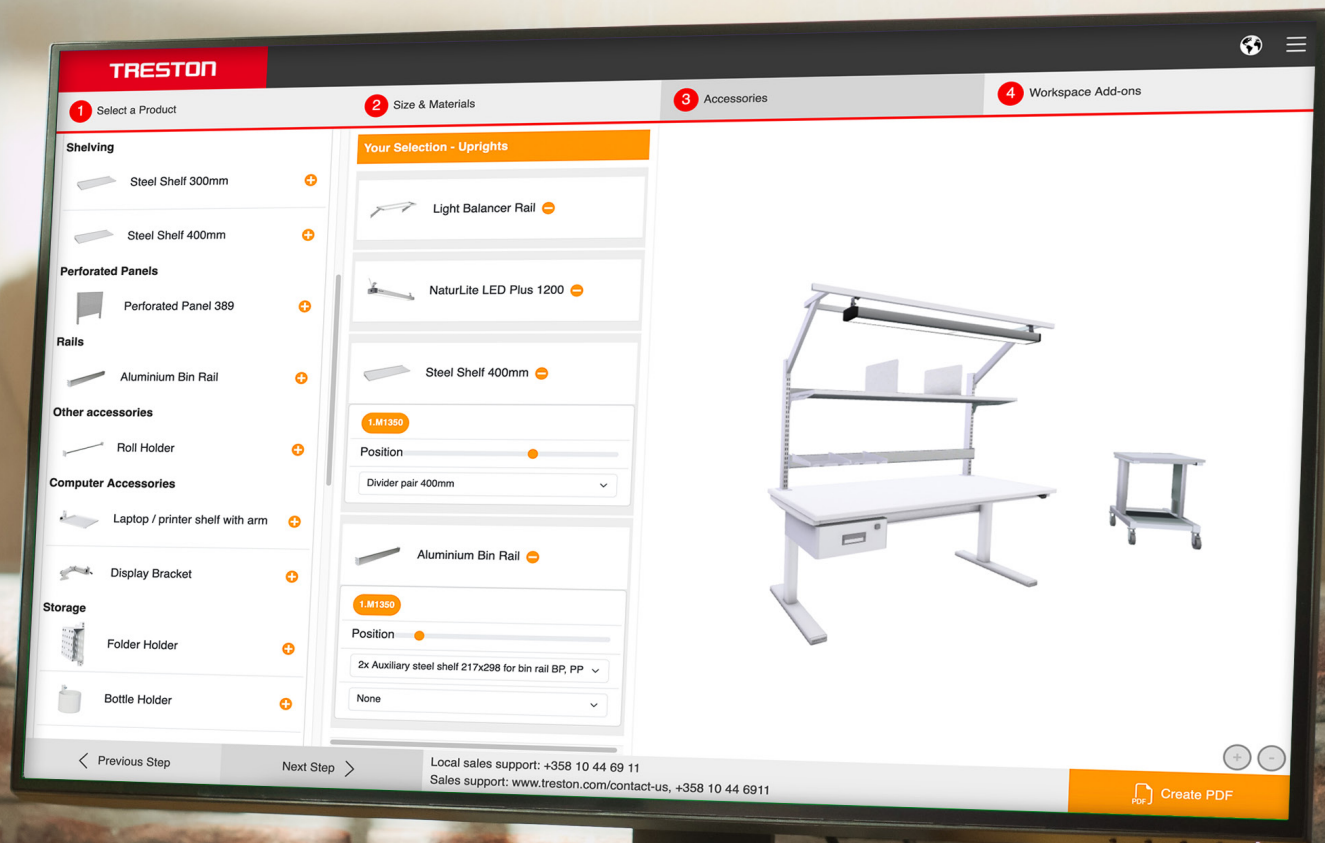 TRESTON
1 Select a Product
2 Size & Materials
3 Accessories
4 Workspace Add-ons
Shelving
Steel Shelf 300mm
Steel Shelf 400mm
Perforated Panels
Perforated Panel 389
Rails
Aluminium Bin Rail
Other accessories
Roll Holder
Computer Accessories
Laptop / printer shelf with arm
Display Bracket
Storage
Folder Holder
Bottle Holder
Your Selection - Uprights
Light Balancer Rail
NaturLite LED Plus 1200
Steel Shelf 400mm
1.M1350
Position
Divider pair 400mm
Aluminium Bin Rail
1.M1350
Position
2x Auxiliary steel shelf 217x298 for bin rail BP, PP
None
Previous Step
Next Step
Local sales support: +358 10 44 69 11
Sales support: www.treston.com/contact-us, +358 10 44 6911
PDF Create PDF